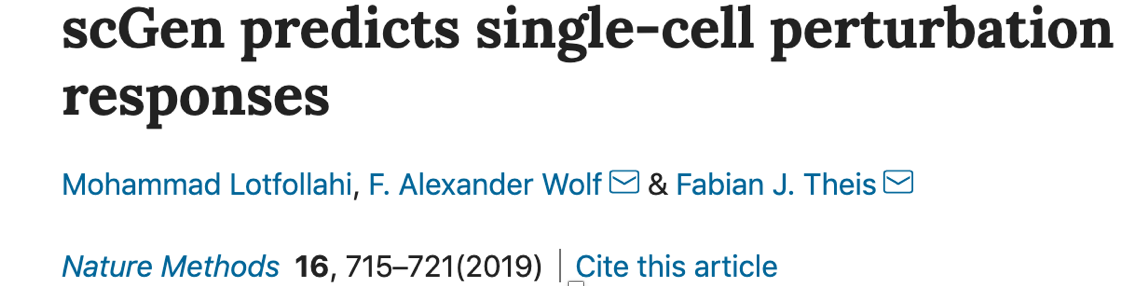 scGen predicts single-cell perturbation
responses
Mohammad Lotfollahi, F. Alexander Wolf & Fabian J. Theis
Nature Methods 16, 715–721(2019) | Cite this article